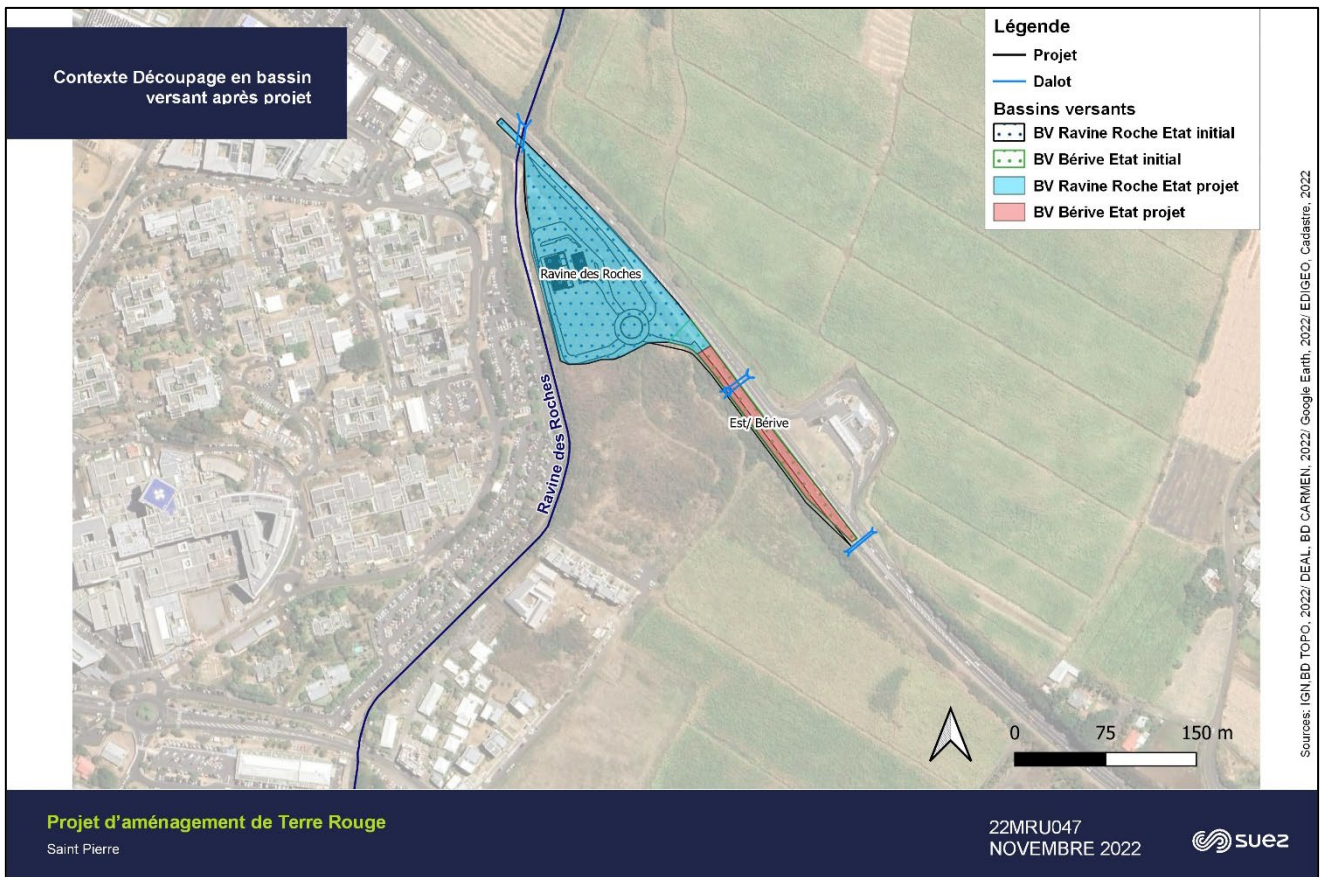 Contexte Découpage en bassin
versant après projet
Légende
Projet
Dalot
Bassins versants
BV Ravine Roche Etat initial
BV Bérive Etat initial
BV Ravine Roche Etat projet
BV Bérive Etat projet
Ravine des Roches
Est/ Bérive
Ravine des Roches
0 75 150 m
Sources: IGN,BD TOPO, 2022/ DEAL, BD CARMEN, 2022/ Google Earth, 2022/ EDIGEO, Cadastre, 2022
Projet d'aménagement de Terre Rouge
Saint Pierre
22MRU047
NOVEMBRE 2022
suez